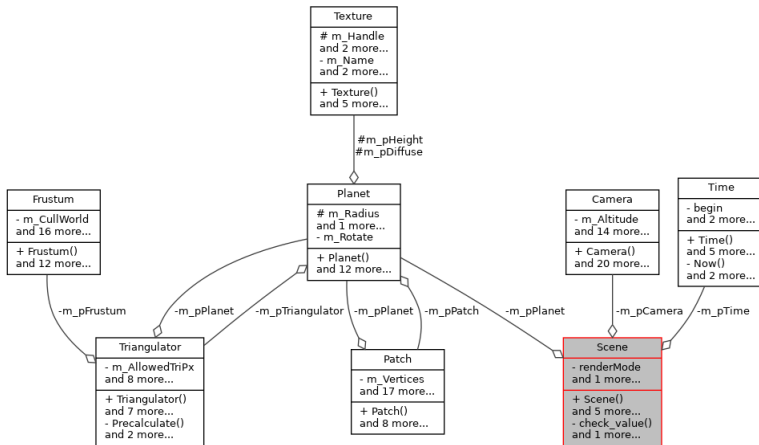 Texture
# m_Handle
and 2 more...
- m_Name
and 2 more...
+ Texture()
and 5 more...
#m_pHeight
#m_pDiffuse
Planet
# m_Radius
and 1 more...
- m_Rotate
+ Planet()
and 12 more...
Frustum
- m_CullWorld
and 16 more...
+ Frustum()
and 12 more...
Camera
- m_Altitude
and 14 more...
+ Camera()
and 20 more...
Time
- begin
and 2 more...
+ Time()
and 5 more...
- Now()
and 2 more...
-m_pFrustum
-m_pPlanet
-m_pTriangulator
-m_pPlanet
-m_pPatch
-m_pPlanet
-m_pCamera
-m_pTime
Triangulator
- m_AllowedTriPx
and 8 more...
+ Triangulator()
and 7 more...
- Precalculate()
and 2 more...
Patch
- m_Vertices
and 17 more...
+ Patch()
and 8 more...
Scene
- renderMode
and 1 more...
+ Scene()
and 5 more...
- check_value()
and 1 more...